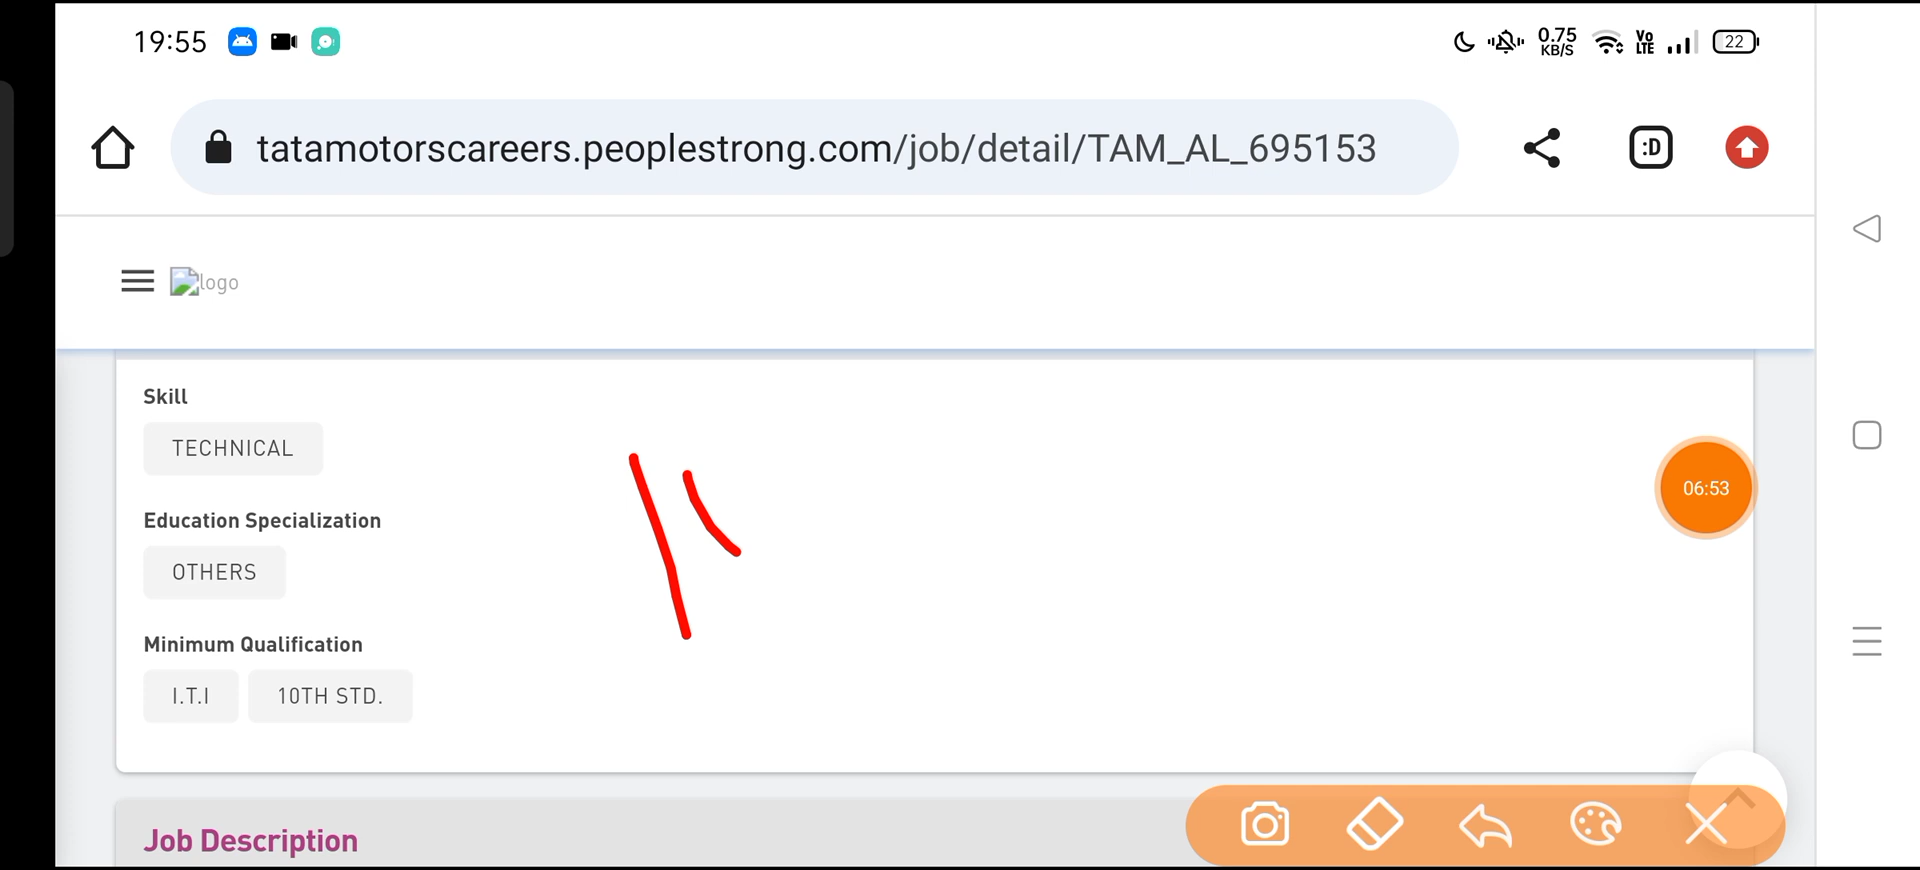 19:55
0.75 KB/S
Vo LTE
22
tatamotorscareers.peoplestrong.com/job/detail/TAM_AL_695153
:D
logo
Skill
TECHNICAL
06:53
Education Specialization
OTHERS
Minimum Qualification
I.T.I 10TH STD.
Job Description